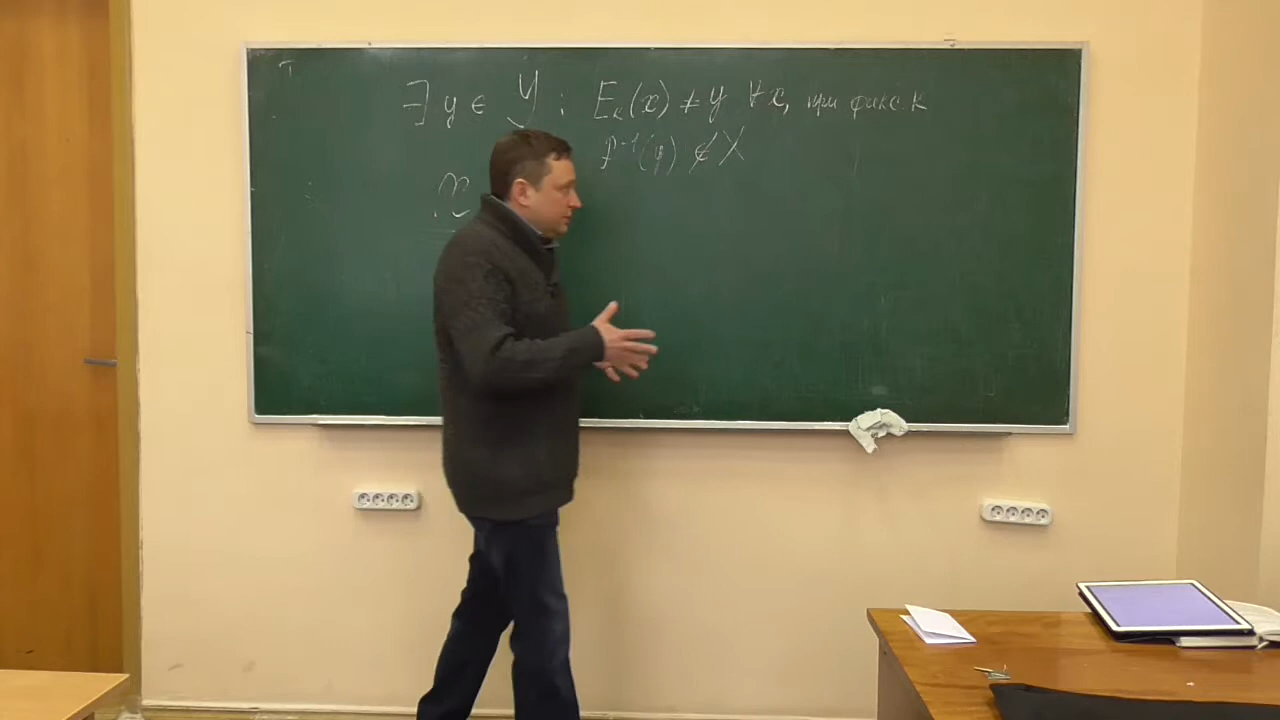 ∃ y ∈ Y : E_k(x) ≠ y ∀x, при фикс. k
f^{-1}(y) ∉ X